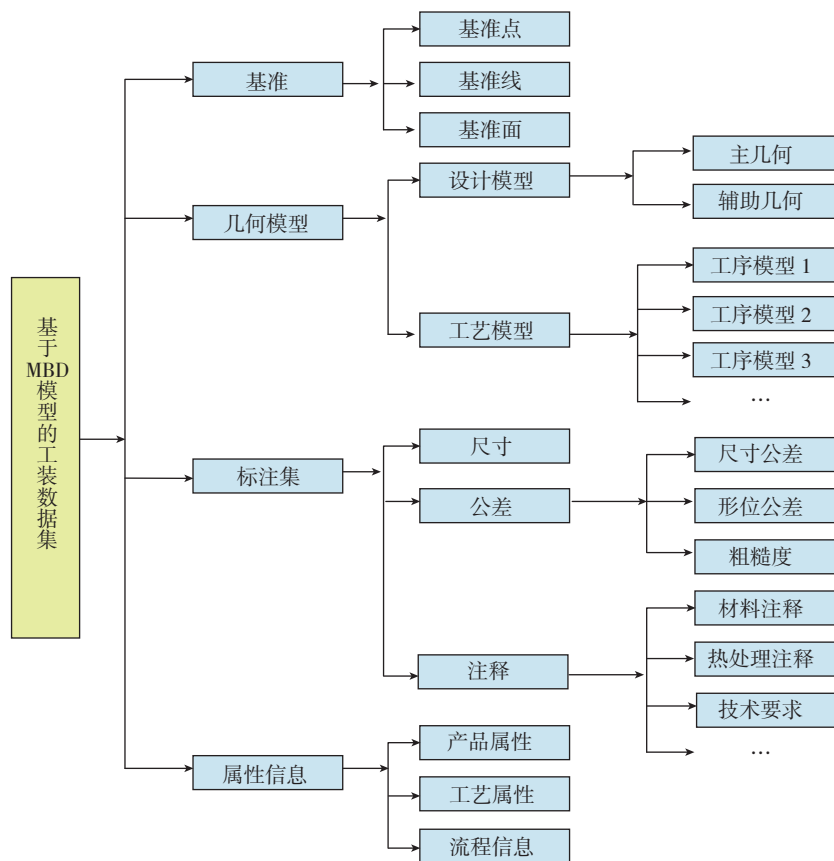 基于MBD模型的工装数据集
基准
基准点
基准线
基准面
几何模型
设计模型
主几何
辅助几何
工艺模型
工序模型 1
工序模型 2
工序模型 3
…
标注集
尺寸
公差
尺寸公差
形位公差
粗糙度
注释
材料注释
热处理注释
技术要求
…
属性信息
产品属性
工艺属性
流程信息